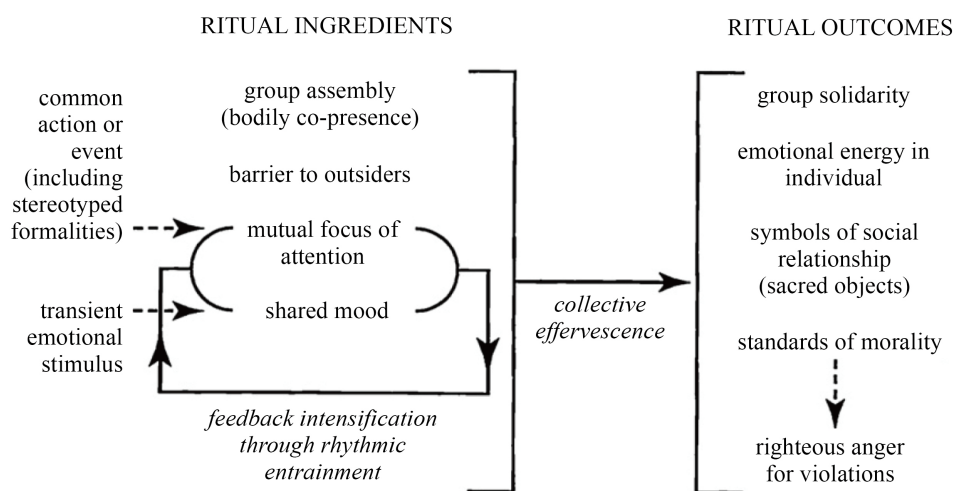 RITUAL INGREDIENTS
RITUAL OUTCOMES
common
action or
event
(including
stereotyped
formalities)
transient
emotional
stimulus
group assembly
(bodily co-presence)
barrier to outsiders
mutual focus of
attention
shared mood
feedback intensification
through rhythmic
entrainment
collective
effervescence
group solidarity
emotional energy in
individual
symbols of social
relationship
(sacred objects)
standards of morality
righteous anger
for violations